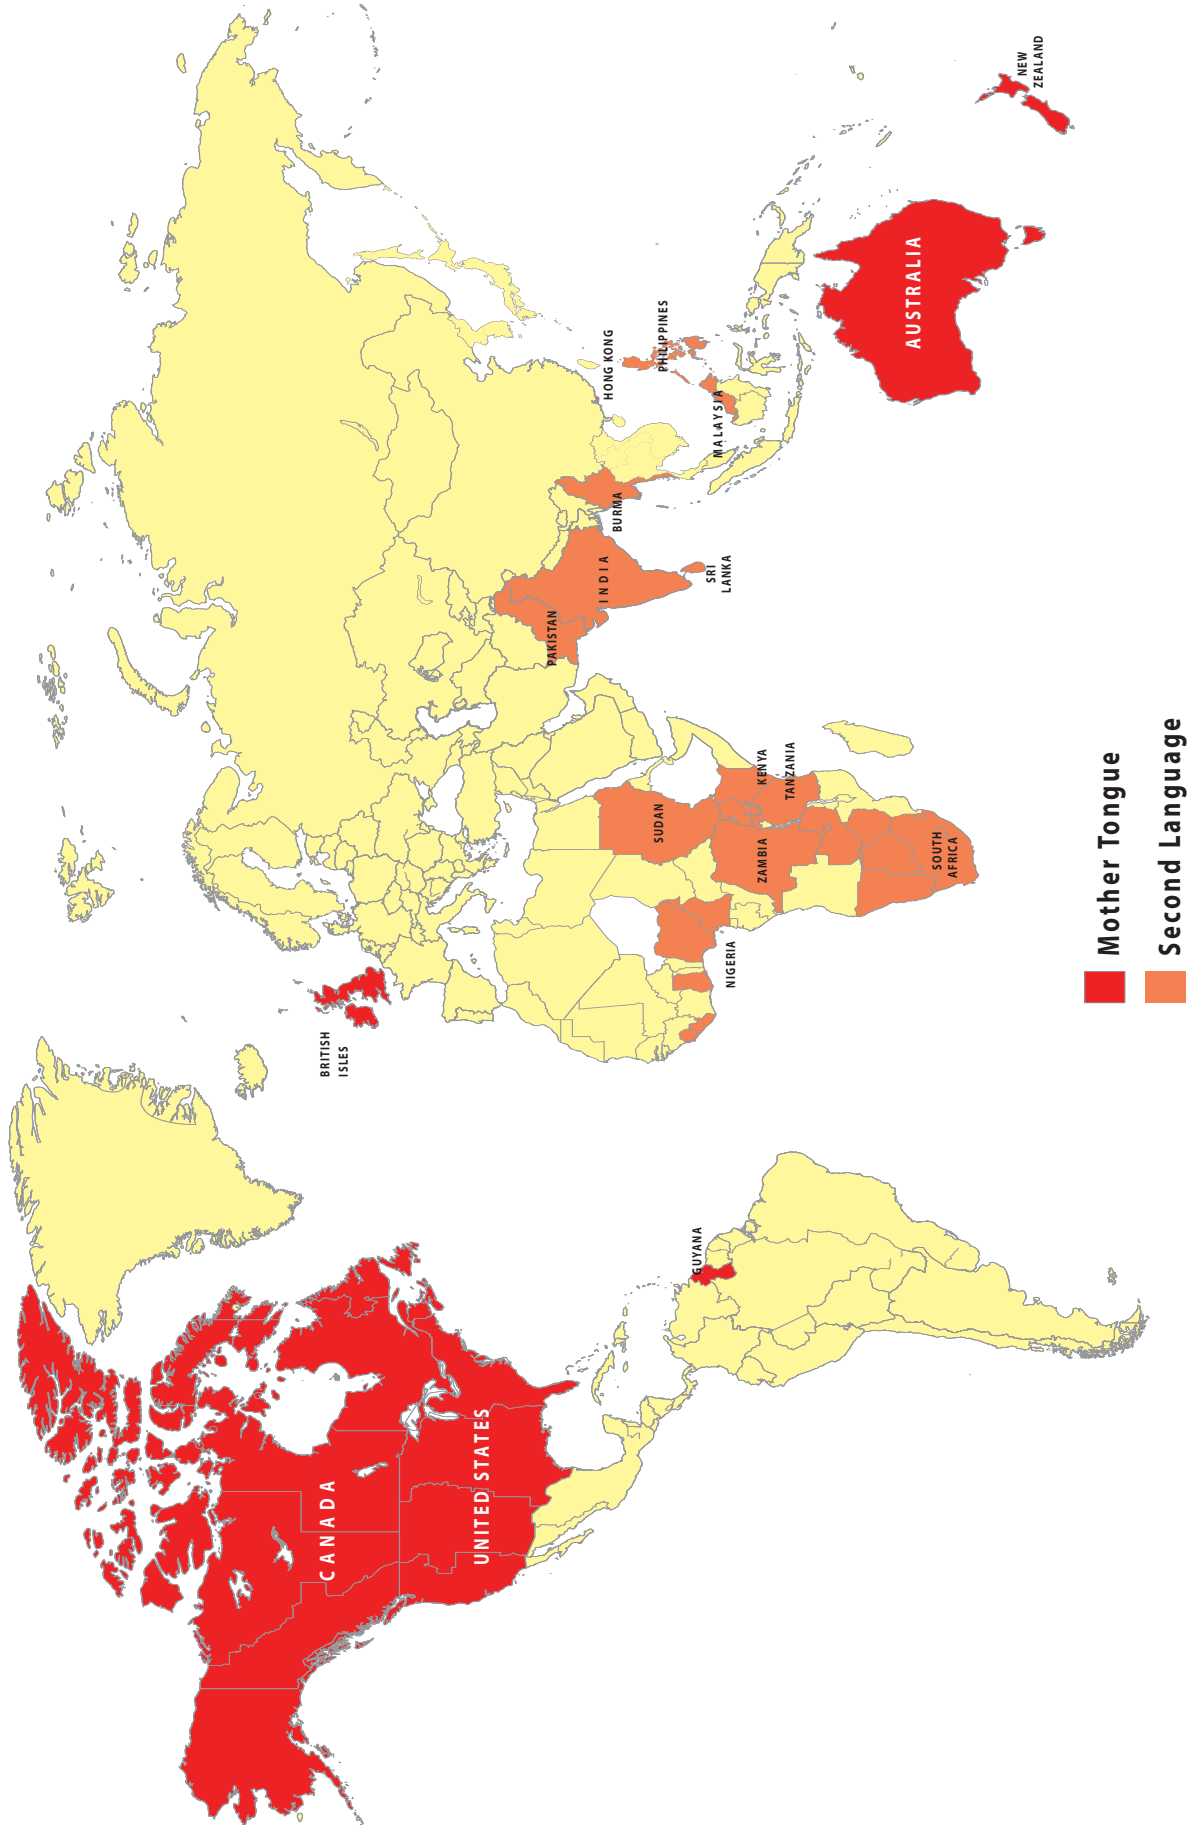 CANADA
UNITED STATES
GUYANA
BRITISH
ISLES
NIGERIA
SUDAN
ZAMBIA
KENYA
TANZANIA
SOUTH
AFRICA
PAKISTAN
INDIA
SRI
LANKA
BURMA
HONG KONG
PHILIPPINES
MALAYSIA
AUSTRALIA
NEW
ZEALAND
Mother Tongue
Second Language